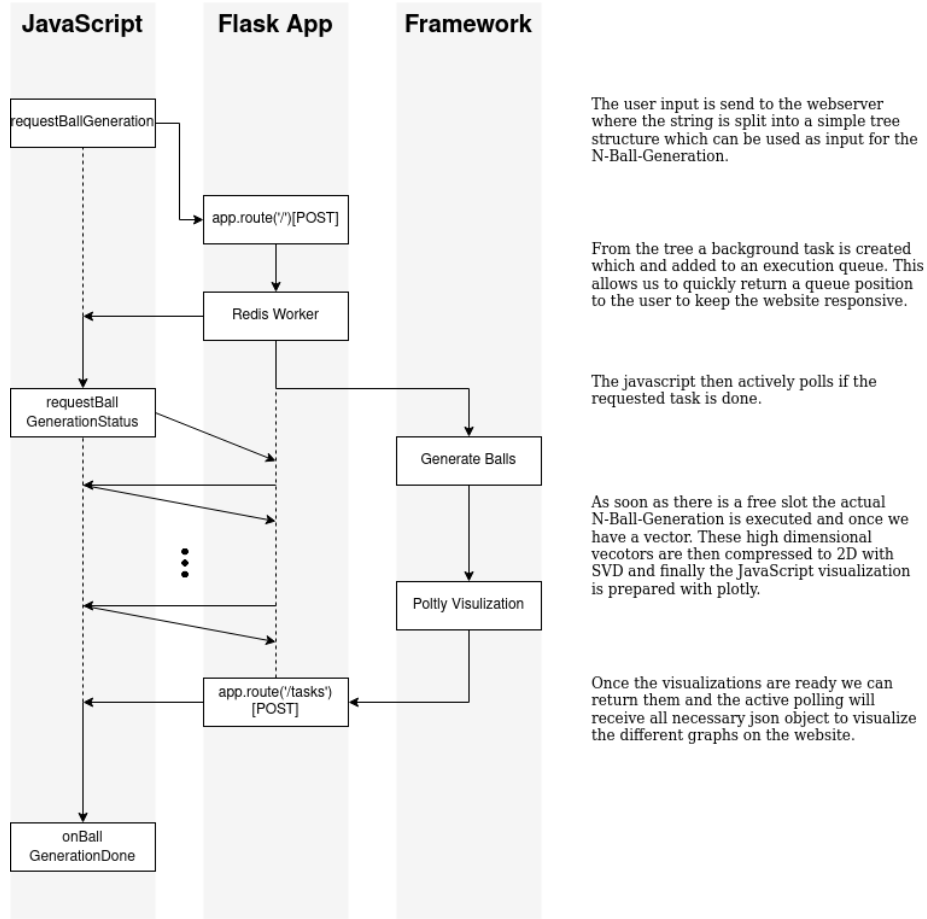 JavaScript
Flask App
Framework
requestBallGeneration
The user input is send to the webserver
where the string is split into a simple tree
structure which can be used as input for the
N-Ball-Generation.
app.route('/')[POST]
From the tree a background task is created
which and added to an execution queue. This
allows us to quickly return a queue position
to the user to keep the website responsive.
Redis Worker
The javascript then actively polls if the
requested task is done.
requestBall
GenerationStatus
Generate Balls
As soon as there is a free slot the actual
N-Ball-Generation is executed and once we
have a vector. These high dimensional
vecotors are then compressed to 2D with
SVD and finally the JavaScript visualization
is prepared with plotly.
Poltly Visulization
app.route('/tasks')
[POST]
Once the visualizations are ready we can
return them and the active polling will
receive all necessary json object to visualize
the different graphs on the website.
onBall
GenerationDone